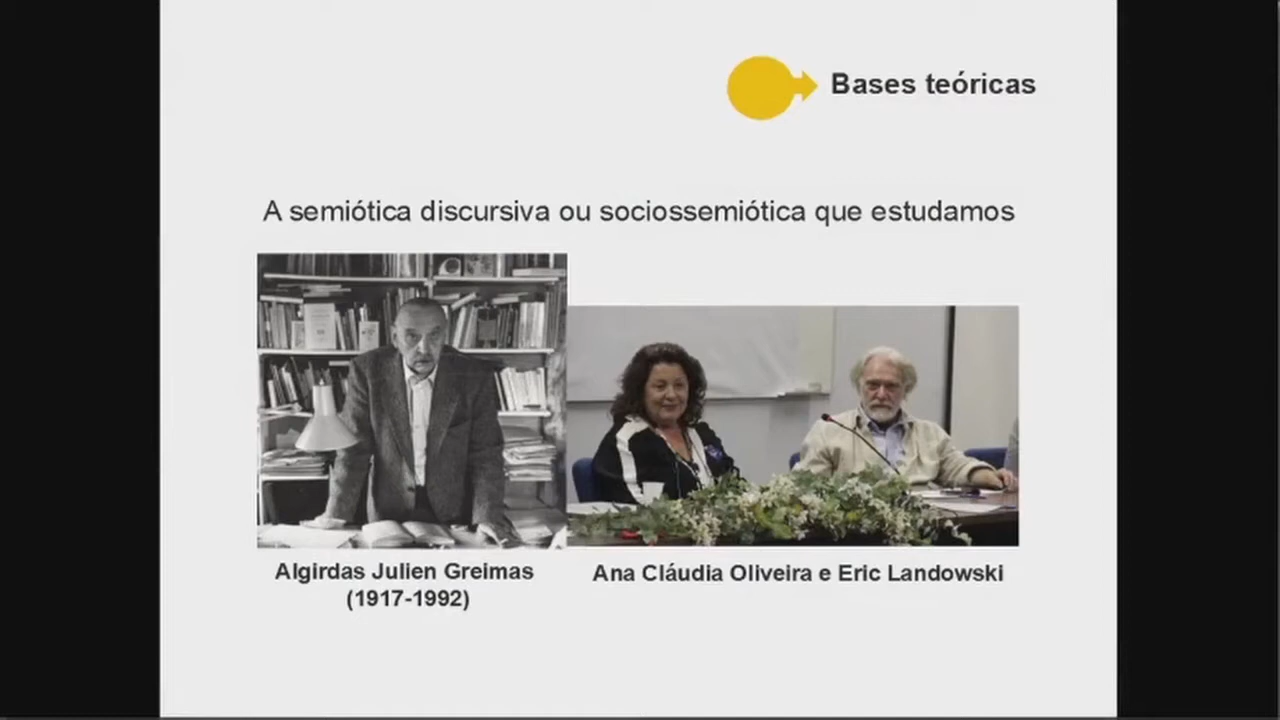 Bases teóricas
A semiótica discursiva ou sociossemiótica que estudamos
Algirdas Julien Greimas
(1917-1992)
Ana Cláudia Oliveira e Eric Landowski